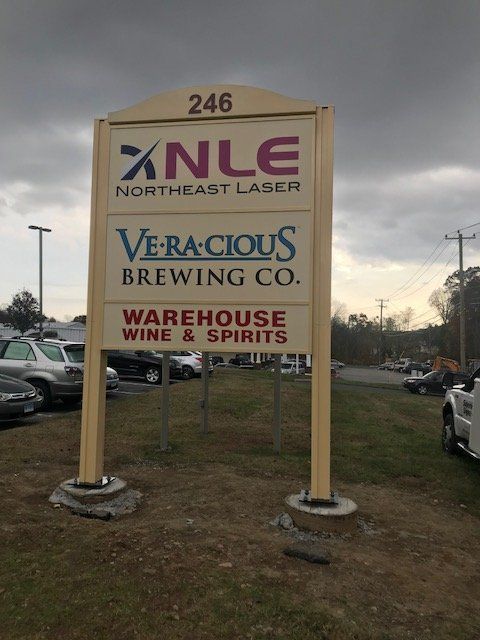 246
NLE
NORTHEAST LASER
VE·RA·CIOUS
BREWING CO.
WAREHOUSE
WINE & SPIRITS